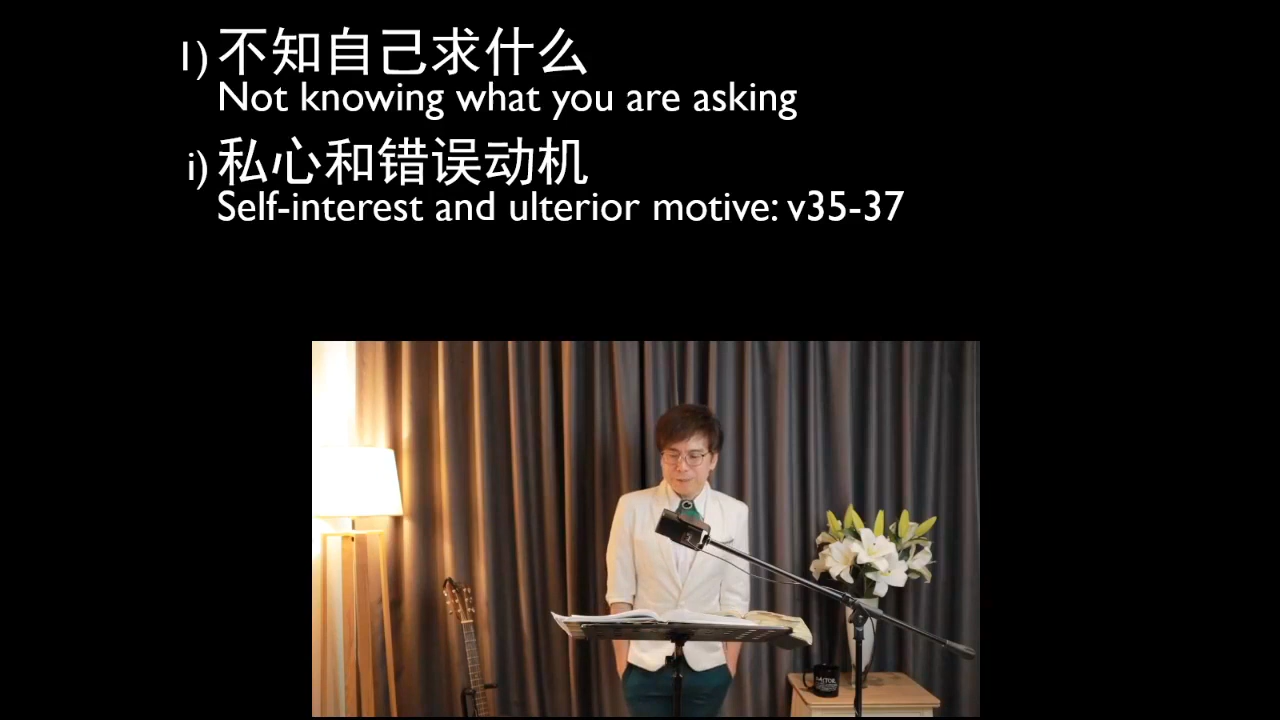 1) 不知自己求什么
Not knowing what you are asking
i) 私心和错误动机
Self-interest and ulterior motive: v35-37